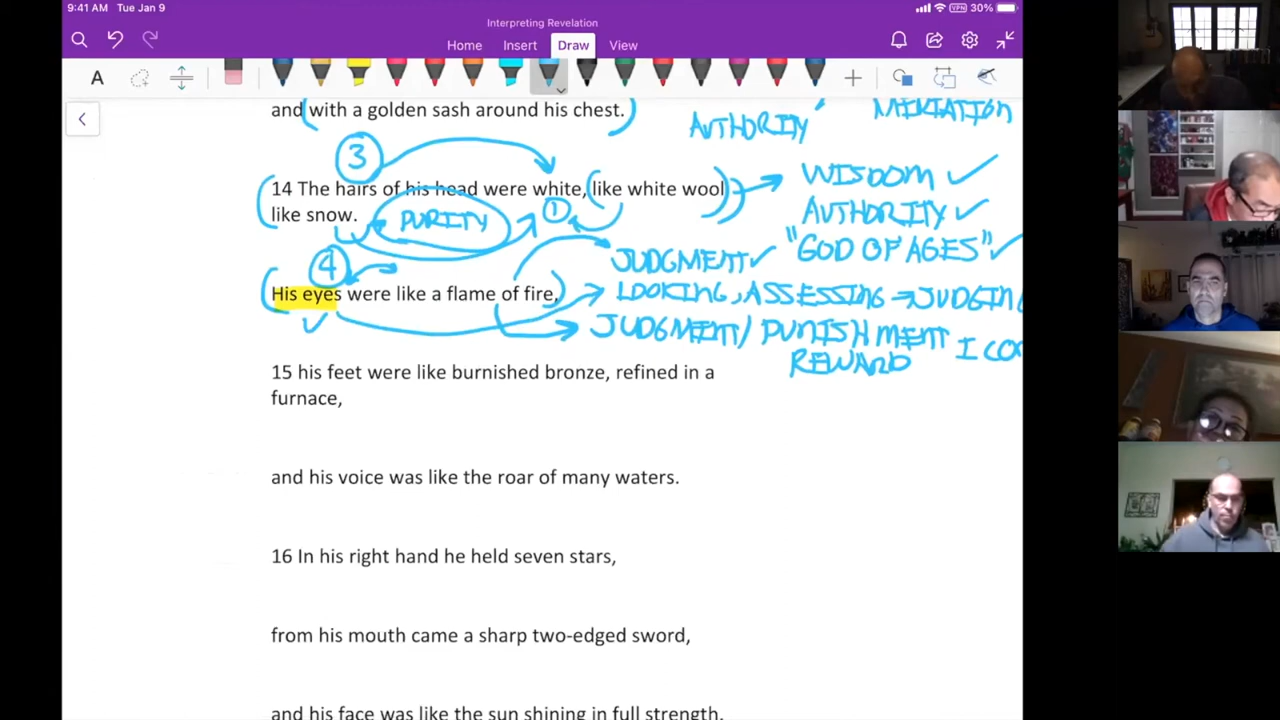 9:41 AM Tue Jan 9
VPN 30%
Interpreting Revelation
Home Insert Draw View
A
and with a golden sash around his chest.
AUTHORITY
3
14 The hairs of his head were white, like white wool
like snow.
PURITY
1
WISDOM
AUTHORITY
"GOD OF AGES"
4
His eyes were like a flame of fire,
JUDGMENT
LOOKING, ASSESSING → JUDGING
JUDGMENT/PUNISHMENT
REWARD
I CO
15 his feet were like burnished bronze, refined in a
furnace,
and his voice was like the roar of many waters.
16 In his right hand he held seven stars,
from his mouth came a sharp two-edged sword,
and his face was like the sun shining in full strength.